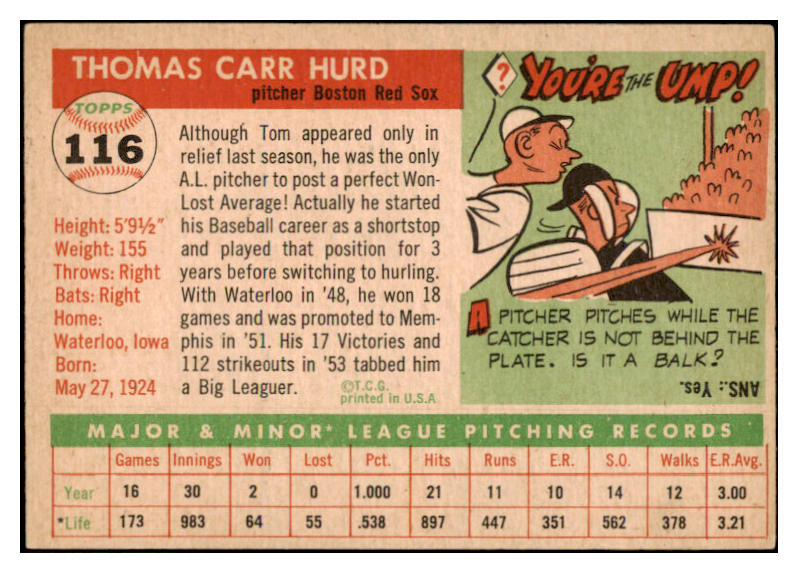 THOMAS CARR HURD
pitcher Boston Red Sox
TOPPS
116
Height: 5'9½"
Weight: 155
Throws: Right
Bats: Right
Home:
Waterloo, Iowa
Born:
May 27, 1924
Although Tom appeared only in
relief last season, he was the only
A.L. pitcher to post a perfect Won-
Lost Average! Actually he started
his Baseball career as a shortstop
and played that position for 3
years before switching to hurling.
With Waterloo in '48, he won 18
games and was promoted to Mem-
phis in '51. His 17 Victories and
112 strikeouts in '53 tabbed him
a Big Leaguer.
©T.C.G.
printed in U.S.A
? YOU'RE THE UMP!
A PITCHER PITCHES WHILE THE
CATCHER IS NOT BEHIND THE
PLATE. IS IT A BALK?
ANS.: Yes.
MAJOR & MINOR* LEAGUE PITCHING RECORDS
Games Innings Won Lost Pct. Hits Runs E.R. S.O. Walks E.R.Avg.
Year 16 30 2 0 1.000 21 11 10 14 12 3.00
*Life 173 983 64 55 .538 897 447 351 562 378 3.21